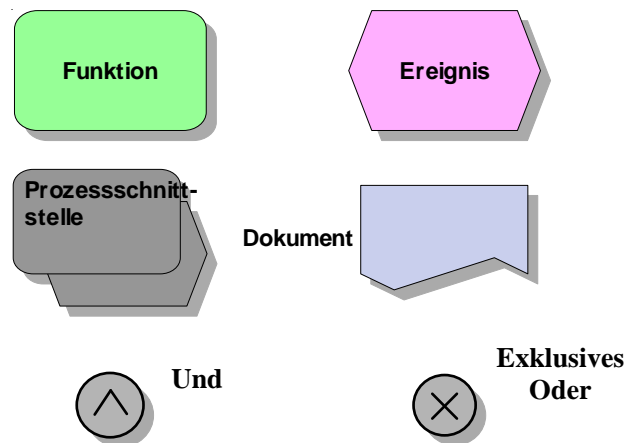 Funktion
Ereignis
Prozessschnitt-
stelle
Dokument
Und
Exklusives
Oder